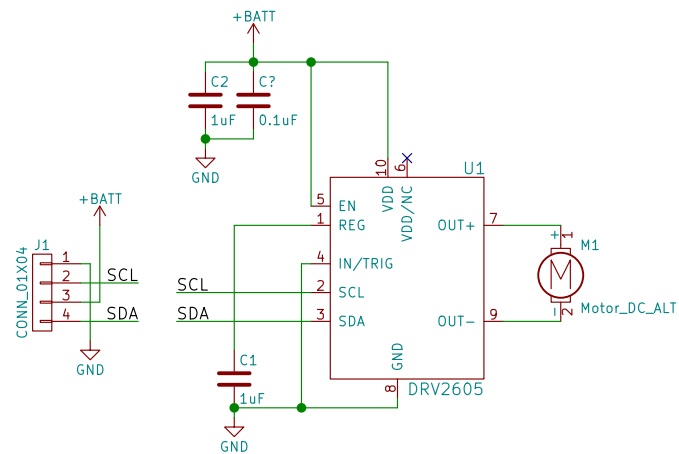 +BATT
C2
C?
1uF
0.1uF
GND
10
6
U1
+BATT
5
EN
VDD
VDD/NC
1
REG
OUT+
7
+
1
M1
J1
CONN_01X04
1
2
SCL
3
4
SDA
SCL
SDA
4
IN/TRIG
2
SCL
3
SDA
M
OUT-
9
-
2
Motor_DC_ALT
GND
GND
8
DRV2605
C1
1uF
GND